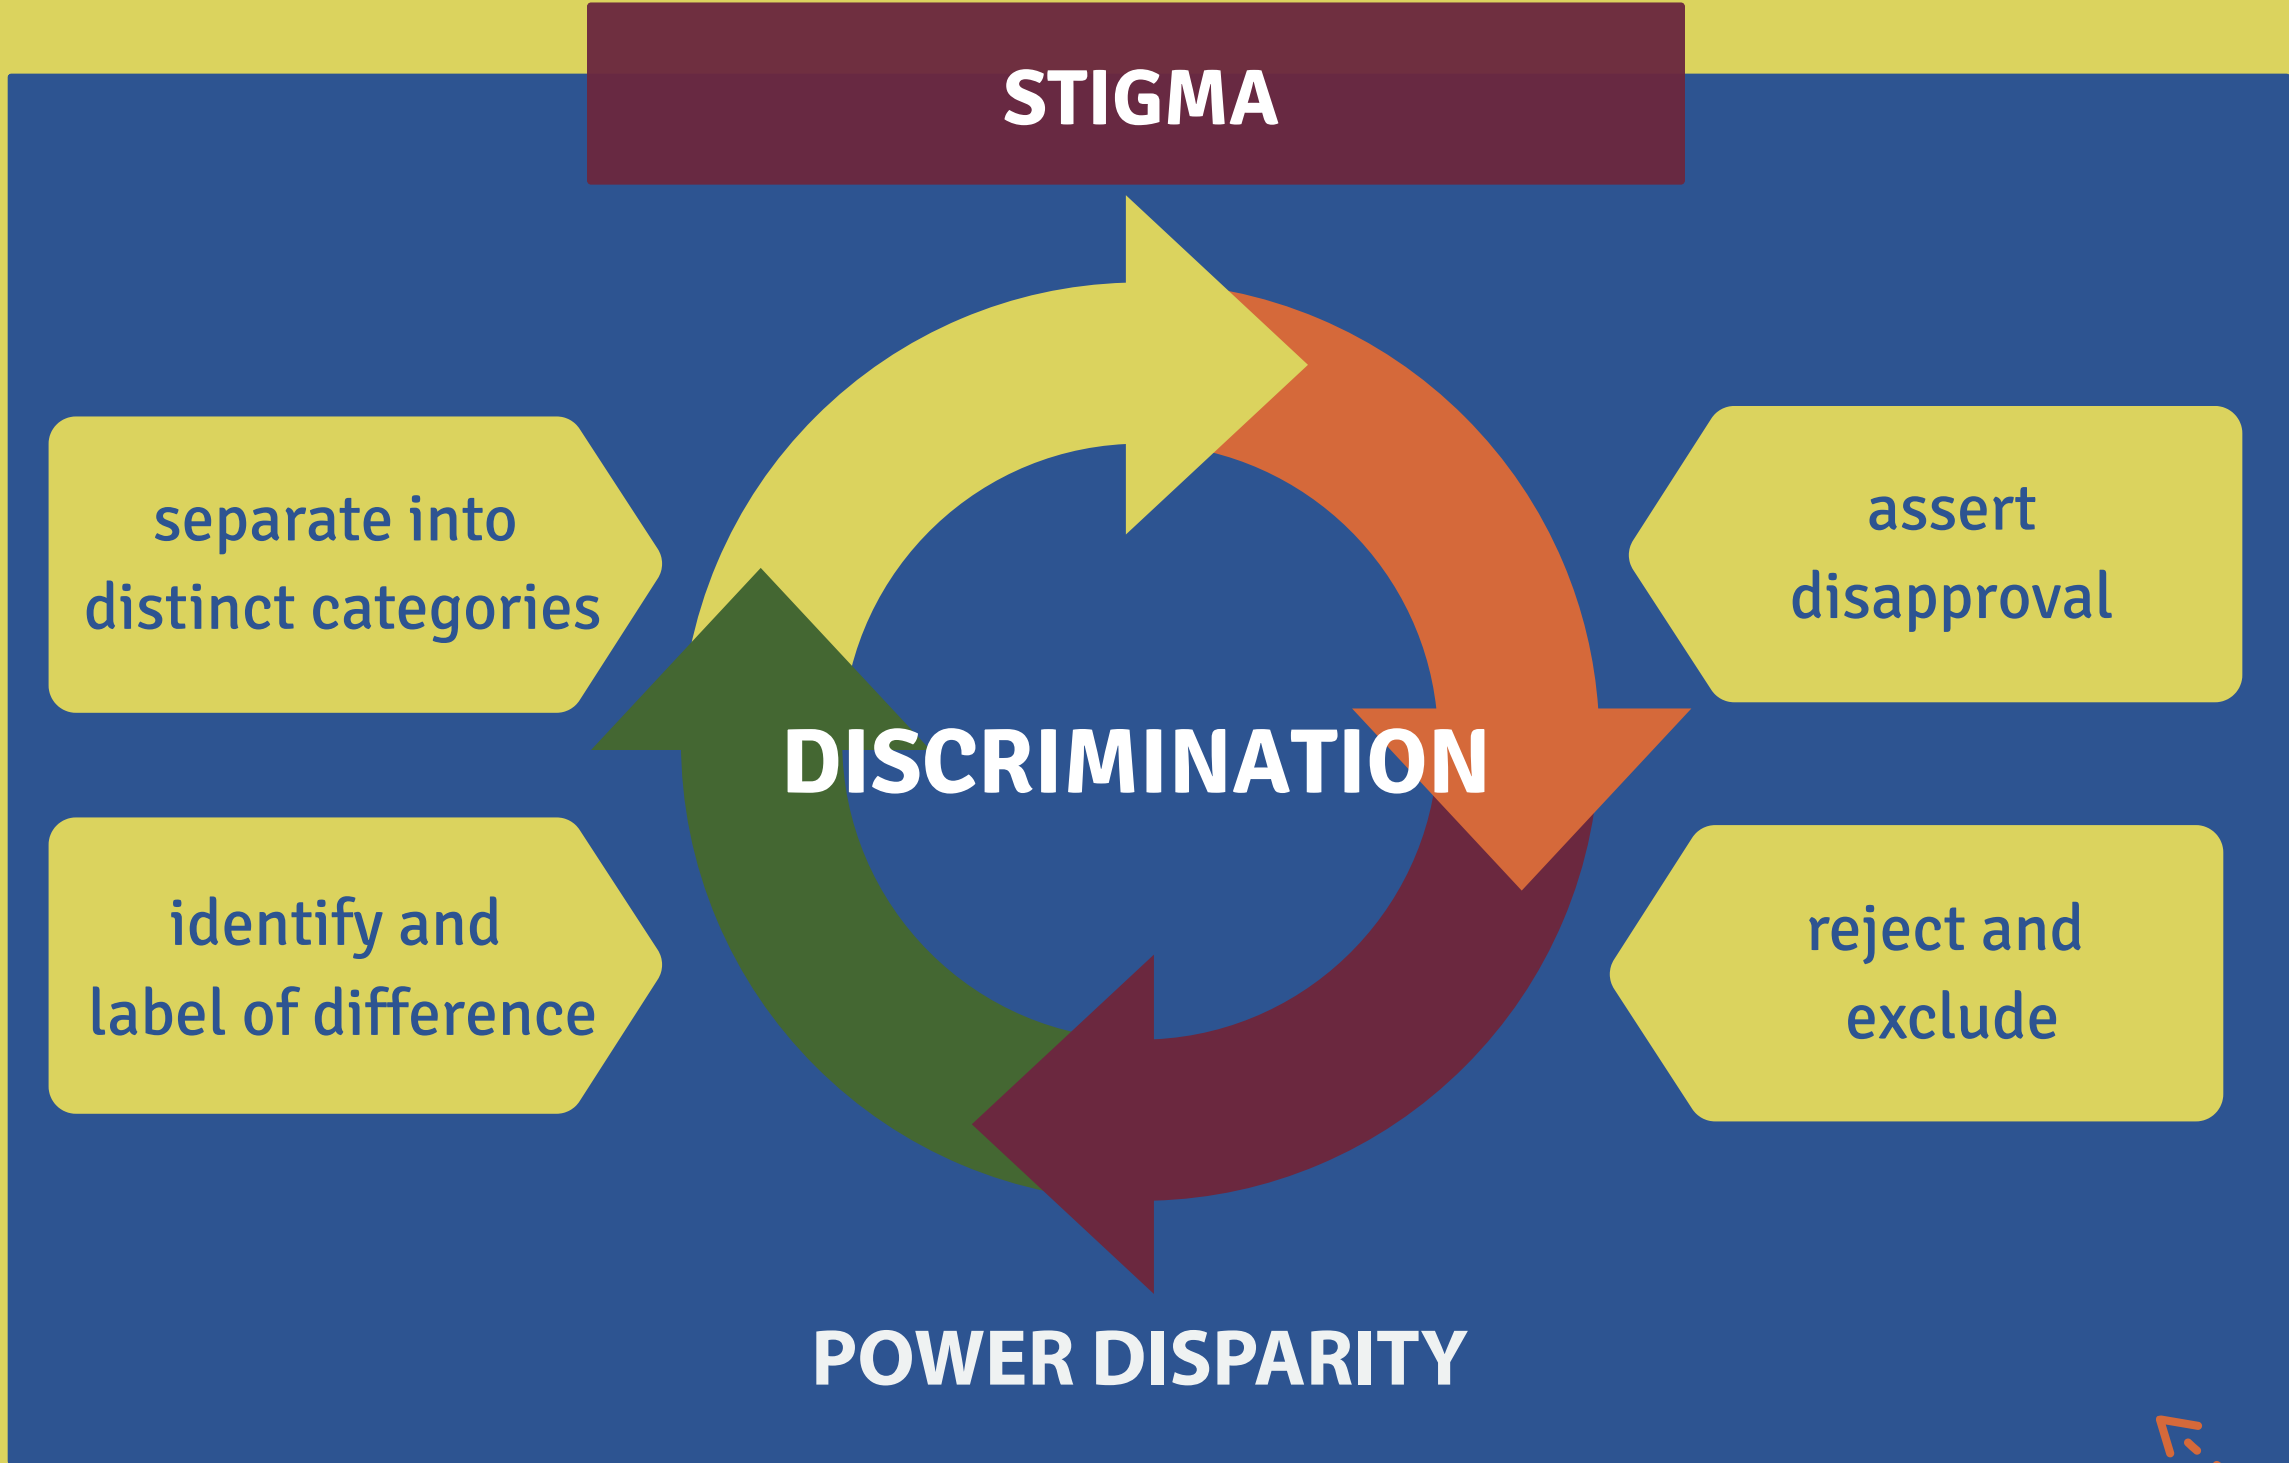 STIGMA
separate into
distinct categories
assert
disapproval
DISCRIMINATION
identify and
label of difference
reject and
exclude
POWER DISPARITY